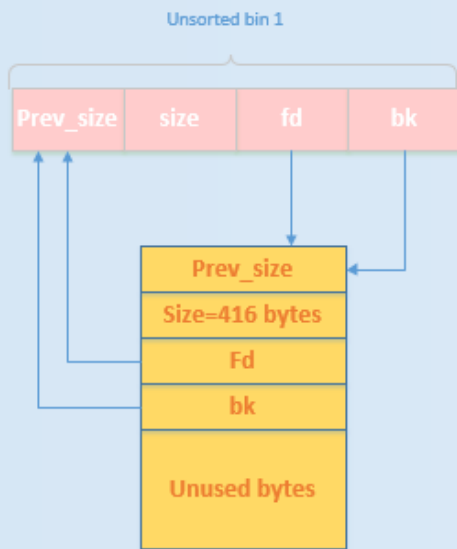 Unsorted bin 1
Prev_size size fd bk
Prev_size
Size=416 bytes
Fd
bk
Unused bytes